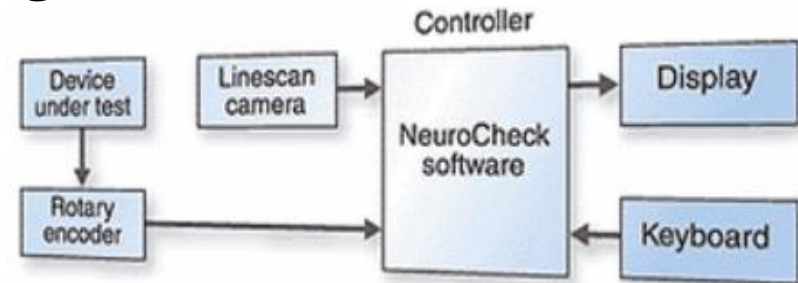 Controller
Device
under test
Linescan
camera
Display
NeuroCheck
software
Rotary
encoder
Keyboard